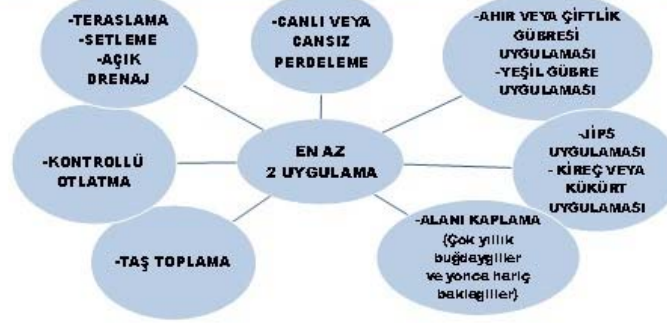 -TERASLAMA
-SETLEME
-AÇIK
DRENAJ
-CANLI VEYA
CANSIZ
PERDELEME
-AHIR VEYA ÇİFTLİK
GÜBRESİ
UYGULAMASI
-YEŞİL GÜBRE
UYGULAMASI
-KONTROLLÜ
OTLATMA
EN AZ
2 UYGULAMA
-JİPS
UYGULAMASI
- KİREÇ VEYA
KÜKÜRT
UYGULAMASI
-TAŞ TOPLAMA
-ALANI KAPLAMA
(Çok yıllık
buğdaygiller
ve yonca hariç
baklagiller)